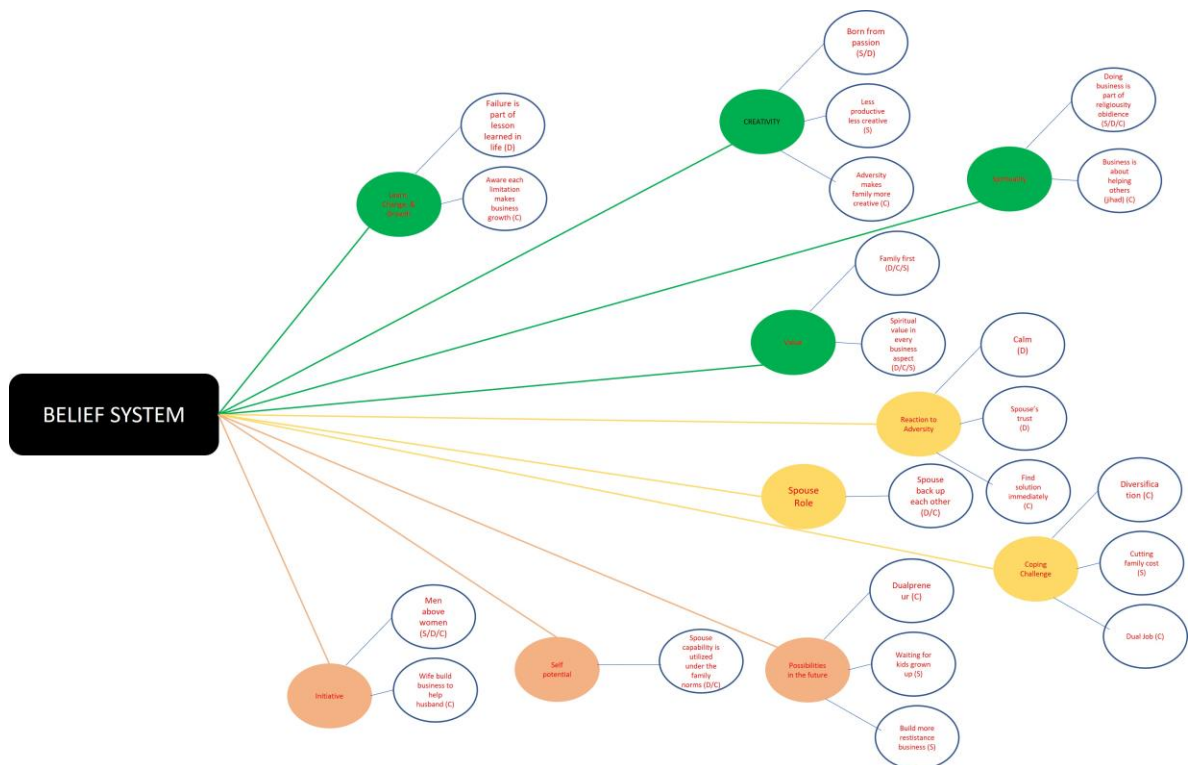 BELIEF SYSTEM
Failure is
part of
lesson
learned in
life (D)
Aware each
limitation
makes
business
growth (C)
Learn,
Change, &
Growth
Born from
passion
(S/D)
CREATIVITY
Less
productive
less creative
(S)
Adversity
makes
family more
creative (C)
Doing
business is
part of
religiousity
obidience
(S/D/C)
Spirituality
Business is
about
helping
others
(jihad) (C)
Family first
(D/C/S)
Value
Spiritual
value in
every
business
aspect
(D/C/S)
Calm
(D)
Reaction to
Adversity
Spouse's
trust
(D)
Find
solution
immediately
(C)
Spouse
Role
Spouse
back up
each other
(D/C)
Diversifica
tion (C)
Coping
Challenge
Cutting
family cost
(S)
Dual Job (C)
Men
above
women
(S/D/C)
Initiative
Wife build
business to
help
husband (C)
Self
potential
Spouse
capability is
utilized under
the family
norms (D/C)
Dualprene
ur (C)
Possibilities
in the future
Waiting for
kids grown
up (S)
Build more
restistance
business (S)